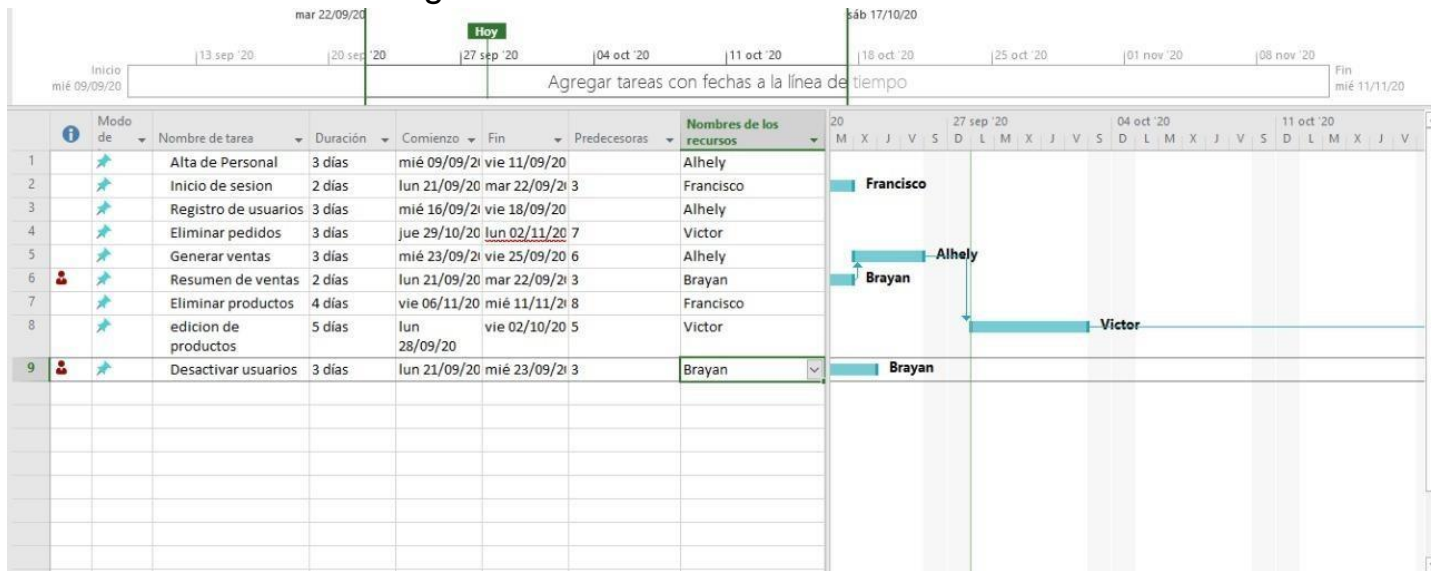 mar 22/09/20 sáb 17/10/20
Hoy
13 sep '20 20 sep '20 27 sep '20 04 oct '20 11 oct '20 18 oct '20 25 oct '20 01 nov '20 08 nov '20
Inicio
mié 09/09/20
Agregar tareas con fechas a la línea de tiempo
Fin
mié 11/11/20
Modo de Nombre de tarea Duración Comienzo Fin Predecesoras Nombres de los recursos
20 27 sep '20 04 oct '20 11 oct '20
M X J V S D L M X J V S D L M X J V S D L M X J V
1 Alta de Personal 3 días mié 09/09/20 vie 11/09/20 Alhely
2 Inicio de sesion 2 días lun 21/09/20 mar 22/09/20 3 Francisco Francisco
3 Registro de usuarios 3 días mié 16/09/20 vie 18/09/20 Alhely
4 Eliminar pedidos 3 días jue 29/10/20 lun 02/11/20 7 Victor
5 Generar ventas 3 días mié 23/09/20 vie 25/09/20 6 Alhely Alhely
6 Resumen de ventas 2 días lun 21/09/20 mar 22/09/20 3 Brayan Brayan
7 Eliminar productos 4 días vie 06/11/20 mié 11/11/20 8 Francisco
8 edicion de productos 5 días lun 28/09/20 vie 02/10/20 5 Victor Victor
9 Desactivar usuarios 3 días lun 21/09/20 mié 23/09/20 3 Brayan Brayan